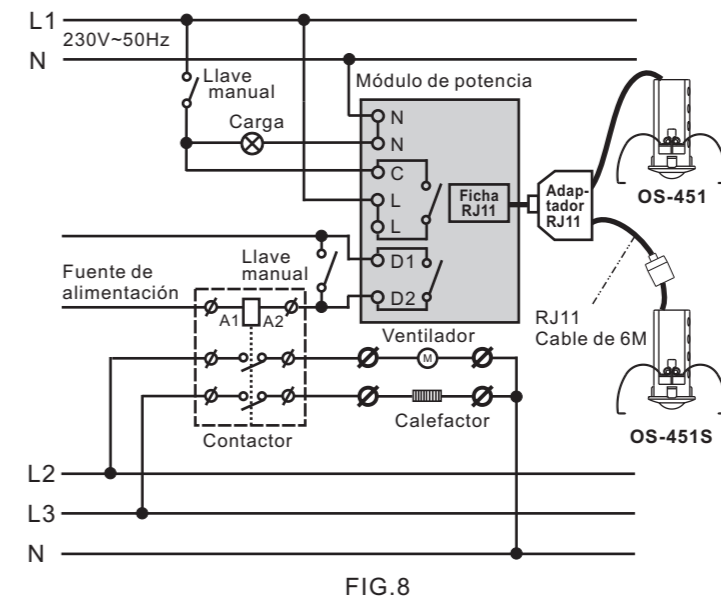 L1
230V~50Hz
N
Llave
manual
Carga
Módulo de potencia
N
N
C
L
L
Ficha
RJ11
Adap-
tador
RJ11
OS-451
D1
D2
Fuente de
alimentación
Llave
manual
A1
A2
Ventilador
M
RJ11
Cable de 6M
Calefactor
Contactor
OS-451S
L2
L3
N
FIG.8